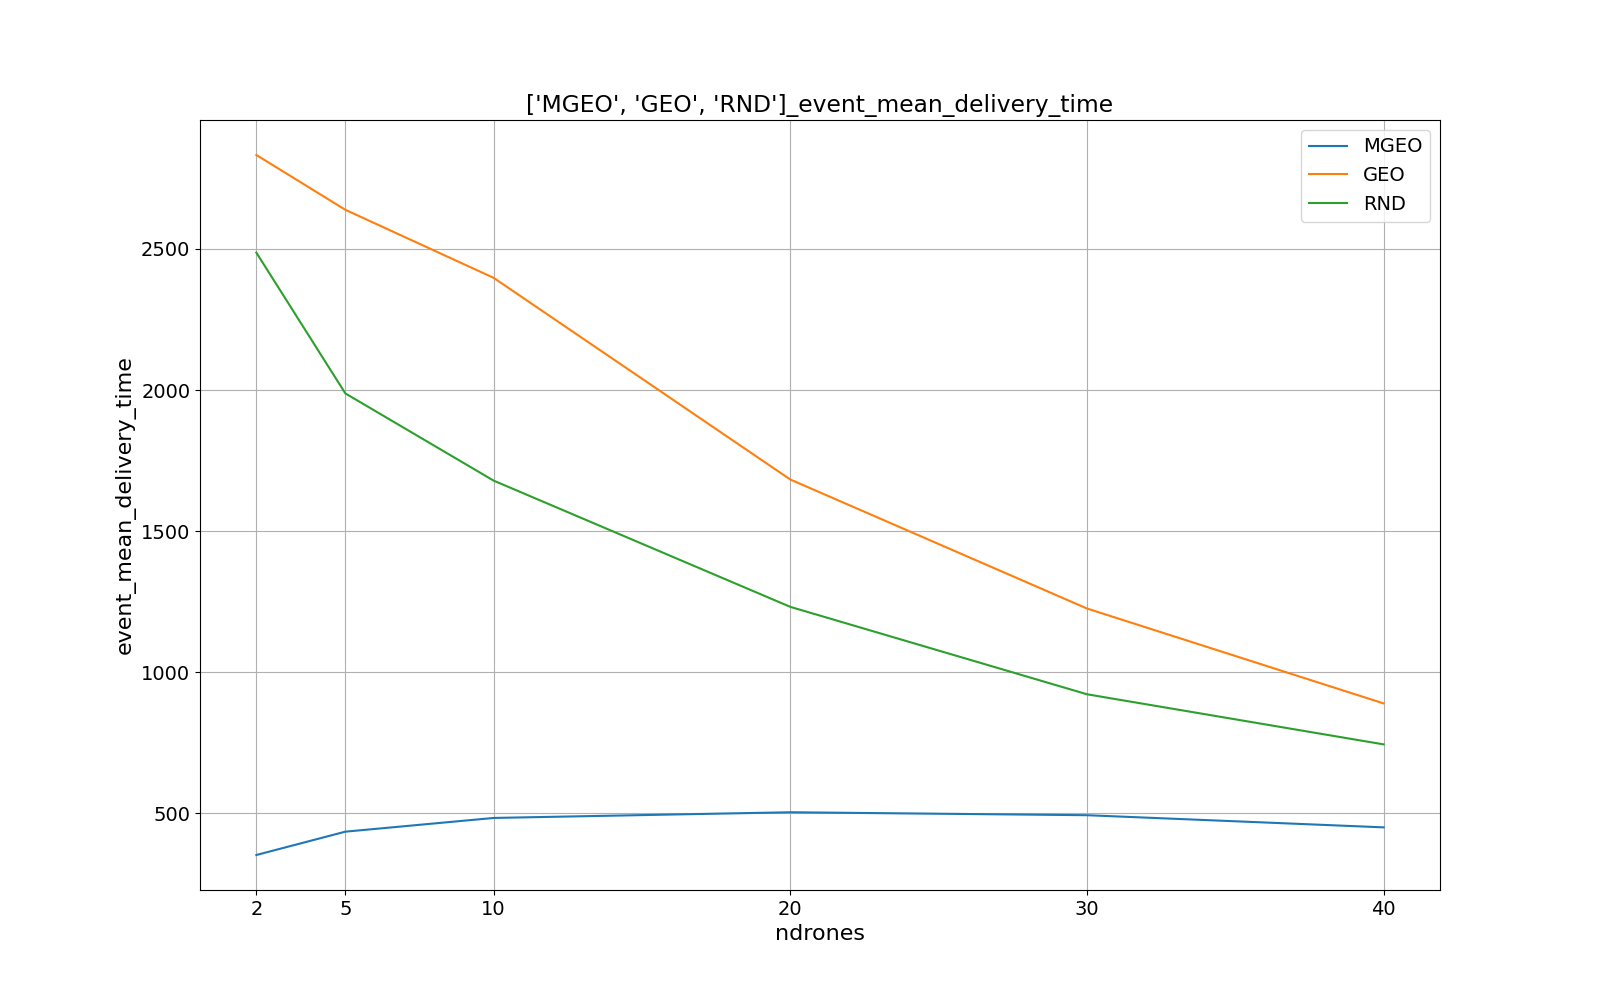 ['MGEO', 'GEO', 'RND']_event_mean_delivery_time
MGEO
GEO
RND
event_mean_delivery_time
2500
2000
1500
1000
500
2 5 10 20 30 40
ndrones